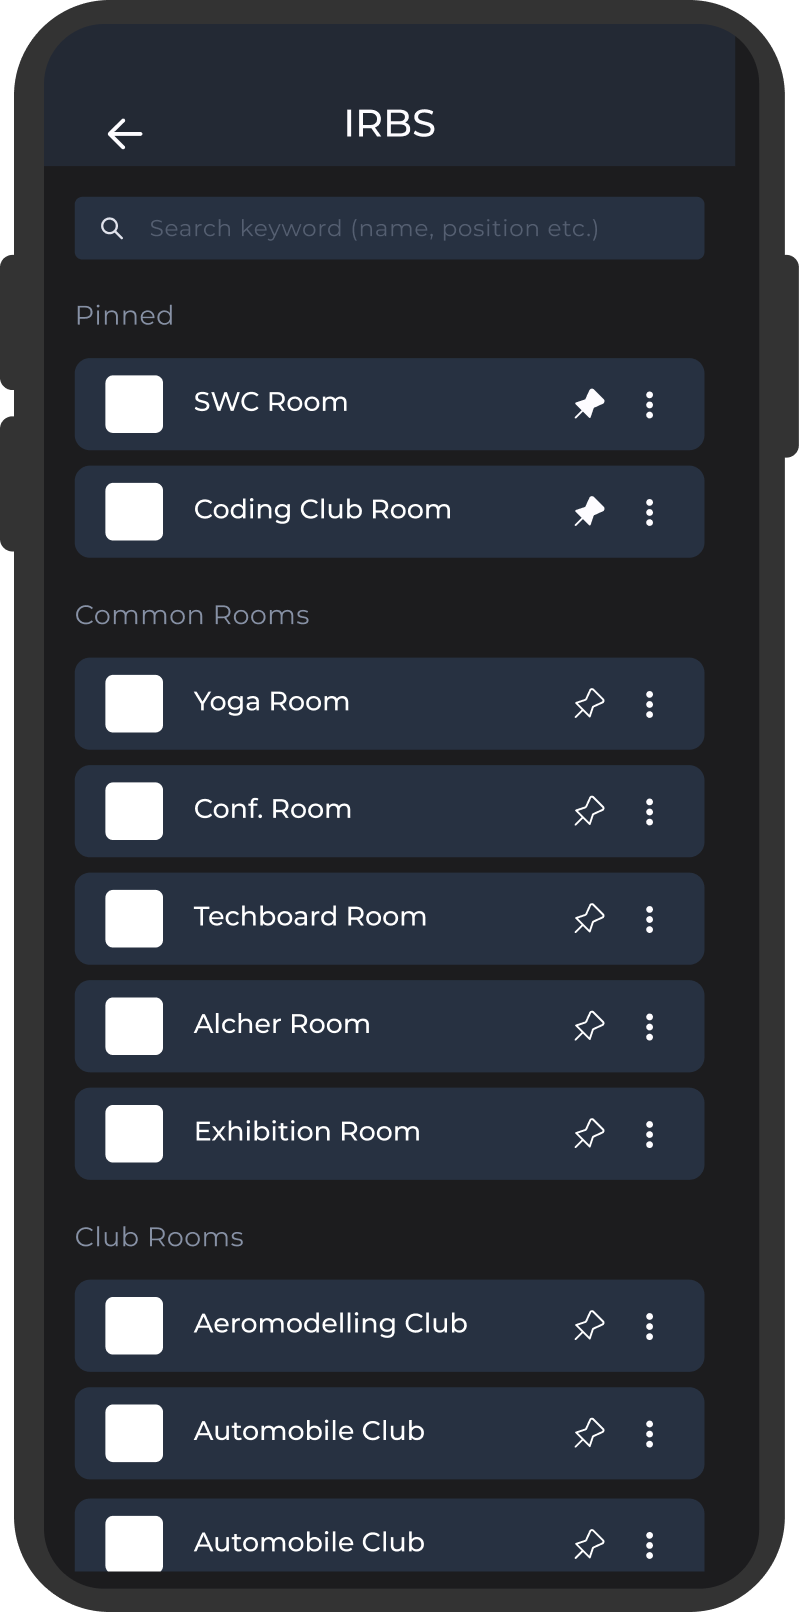 IRBS
Search keyword (name, position etc.)
Pinned
SWC Room
Coding Club Room
Common Rooms
Yoga Room
Conf. Room
Techboard Room
Alcher Room
Exhibition Room
Club Rooms
Aeromodelling Club
Automobile Club
Automobile Club